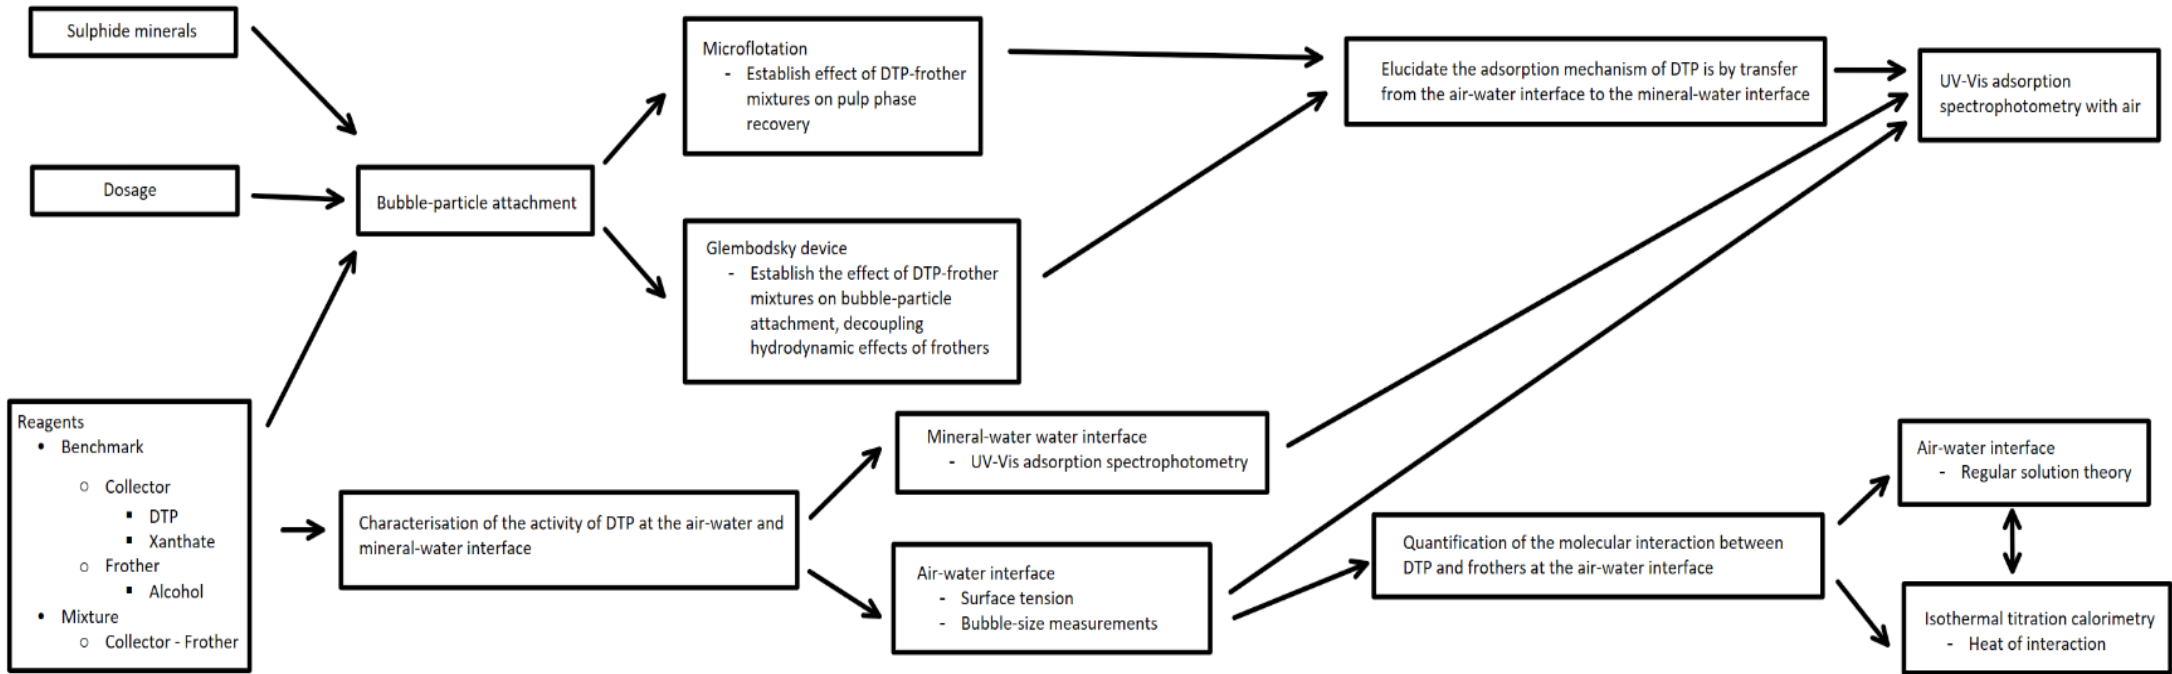 Sulphide minerals
Dosage
Reagents
• Benchmark
o Collector
▪ DTP
▪ Xanthate
o Frother
▪ Alcohol
• Mixture
o Collector - Frother
Bubble-particle attachment
Microflotation
- Establish effect of DTP-frother
mixtures on pulp phase
recovery
Glembodsky device
- Establish the effect of DTP-frother
mixtures on bubble-particle
attachment, decoupling
hydrodynamic effects of frothers
Characterisation of the activity of DTP at the air-water and
mineral-water interface
Mineral-water water interface
- UV-Vis adsorption spectrophotometry
Air-water interface
- Surface tension
- Bubble-size measurements
Elucidate the adsorption mechanism of DTP is by transfer
from the air-water interface to the mineral-water interface
UV-Vis adsorption
spectrophotometry with air
Quantification of the molecular interaction between
DTP and frothers at the air-water interface
Air-water interface
- Regular solution theory
Isothermal titration calorimetry
- Heat of interaction